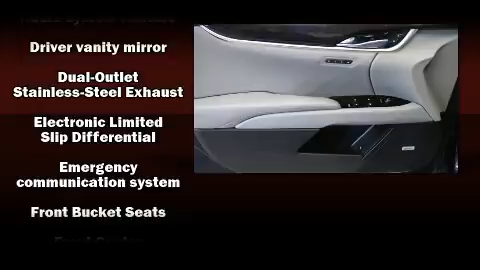 Driver vanity mirror
Dual-Outlet
Stainless-Steel Exhaust
Electronic Limited
Slip Differential
Emergency
communication system
Front Bucket Seats